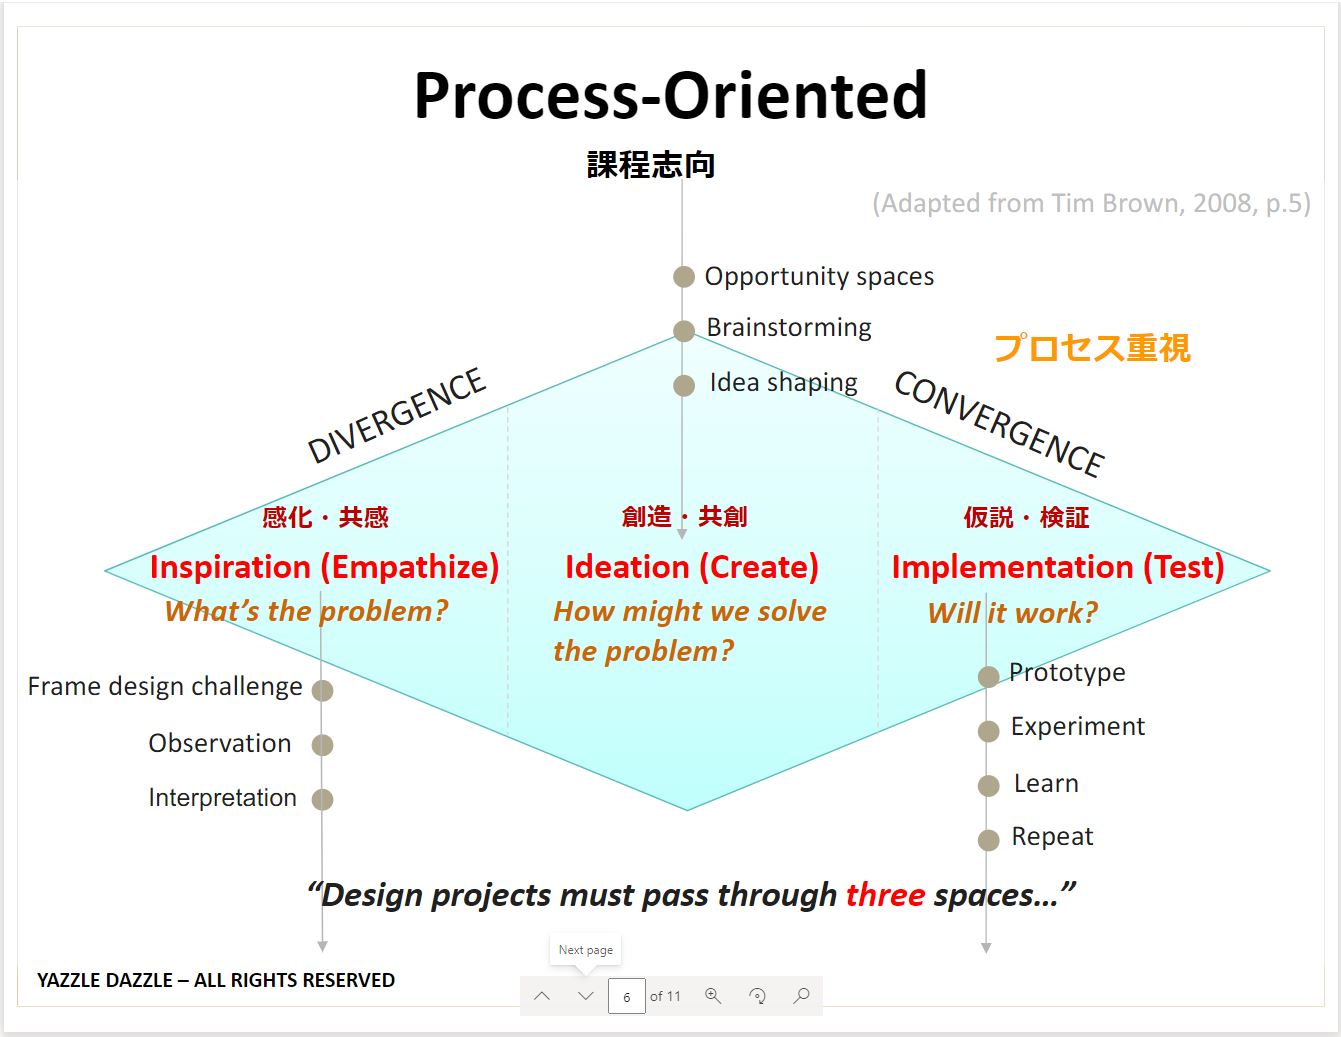 Process-Oriented
課程志向
(Adapted from Tim Brown, 2008, p.5)
Opportunity spaces
Brainstorming
Idea shaping
プロセス重視
DIVERGENCE
CONVERGENCE
感化・共感
Inspiration (Empathize)
What's the problem?
Frame design challenge
Observation
Interpretation
創造・共創
Ideation (Create)
How might we solve
the problem?
仮説・検証
Implementation (Test)
Will it work?
Prototype
Experiment
Learn
Repeat
“Design projects must pass through three spaces…”
Next page
YAZZLE DAZZLE – ALL RIGHTS RESERVED
6 of 11